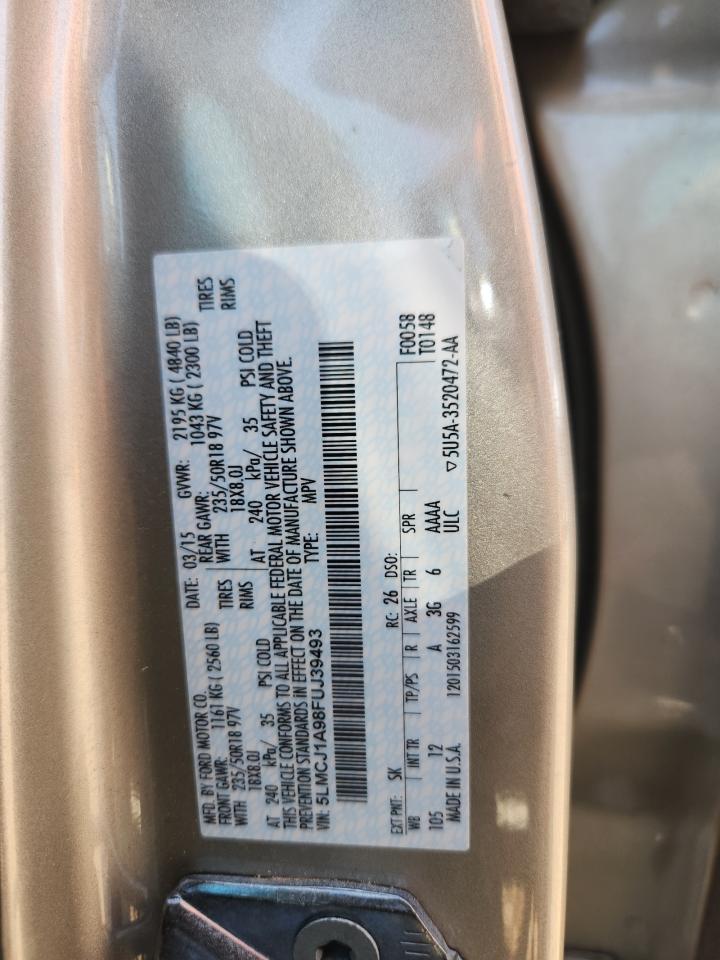 MFD. BY FORD MOTOR CO. DATE: 03/15 GVWR: 2195 KG ( 4840 LB)
FRONT GAWR: 1161 KG ( 2560 LB) REAR GAWR: 1043 KG ( 2300 LB)
WITH 235/50R18 97V TIRES WITH 235/50R18 97V TIRES
18X8.0J RIMS 18X8.0J RIMS
AT 240 kPa/ 35 PSI COLD AT 240 kPa/ 35 PSI COLD
THIS VEHICLE CONFORMS TO ALL APPLICABLE FEDERAL MOTOR VEHICLE SAFETY AND THEFT
PREVENTION STANDARDS IN EFFECT ON THE DATE OF MANUFACTURE SHOWN ABOVE.
VIN: 5LMCJ1A98FUJ39493 TYPE: MPV
EXT PNT: SK RC: 26 DSO: F0058
WB INT TR TP/PS R AXLE TR SPR T0148
105 12 A 3G 6 AAAA
MADE IN U.S.A. 1201503162599 ULC ▽5U5A-3520472-AA